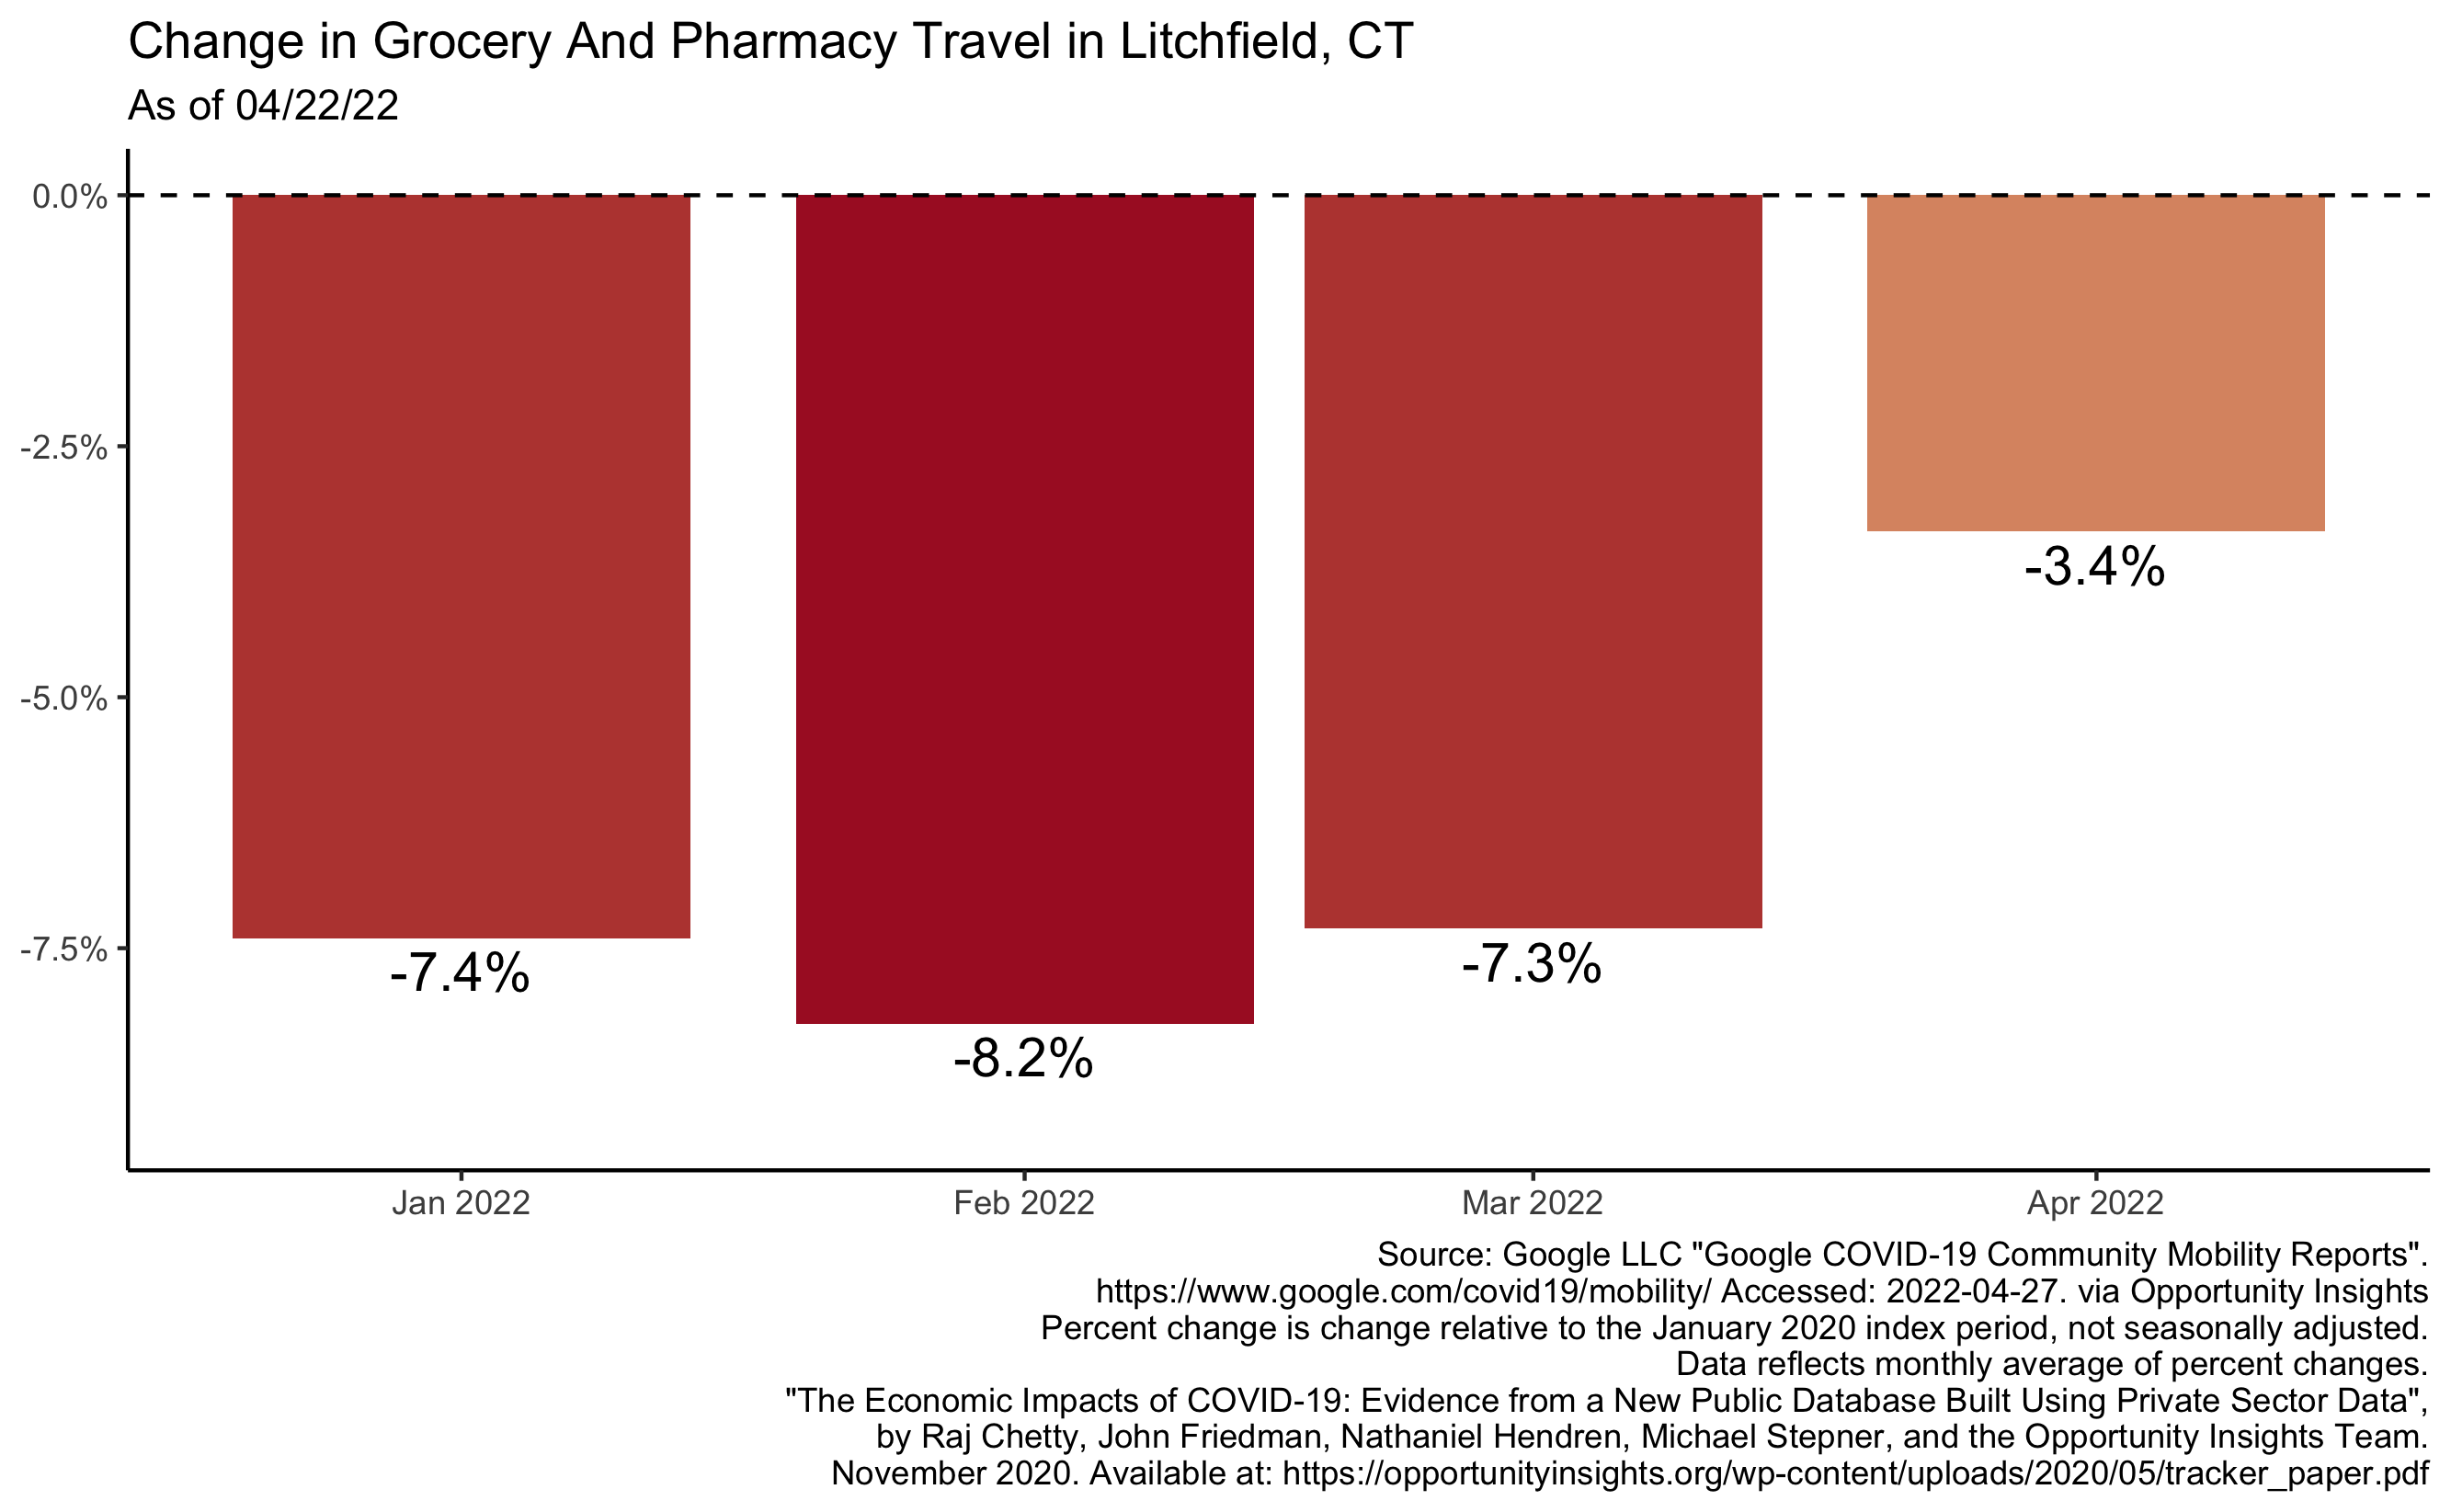 Change in Grocery And Pharmacy Travel in Litchfield, CT
As of 04/22/22
0.0%
-2.5%
-5.0%
-7.5%
-7.4%
-8.2%
-7.3%
-3.4%
Jan 2022
Feb 2022
Mar 2022
Apr 2022
Source: Google LLC "Google COVID-19 Community Mobility Reports".
https://www.google.com/covid19/mobility/ Accessed: 2022-04-27. via Opportunity Insights
Percent change is change relative to the January 2020 index period, not seasonally adjusted.
Data reflects monthly average of percent changes.
"The Economic Impacts of COVID-19: Evidence from a New Public Database Built Using Private Sector Data",
by Raj Chetty, John Friedman, Nathaniel Hendren, Michael Stepner, and the Opportunity Insights Team.
November 2020. Available at: https://opportunityinsights.org/wp-content/uploads/2020/05/tracker_paper.pdf